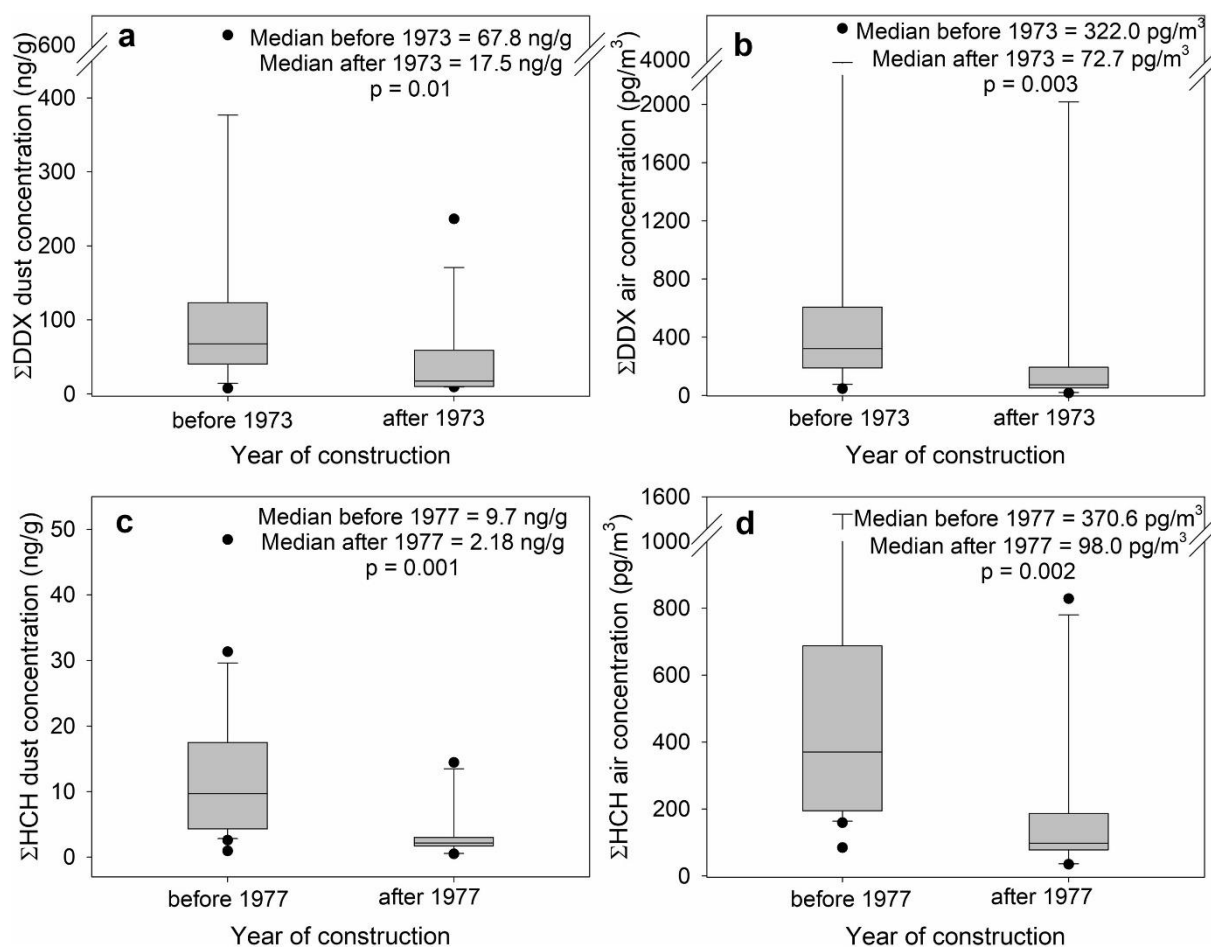 a
Median before 1973 = 67.8 ng/g
Median after 1973 = 17.5 ng/g
p = 0.01
ΣDDX dust concentration (ng/g)
600
400
300
200
100
0
before 1973
after 1973
Year of construction
b
Median before 1973 = 322.0 pg/m³
Median after 1973 = 72.7 pg/m³
p = 0.003
ΣDDX air concentration (pg/m³)
4000
2000
1600
1200
800
400
0
before 1973
after 1973
Year of construction
c
Median before 1977 = 9.7 ng/g
Median after 1977 = 2.18 ng/g
p = 0.001
ΣHCH dust concentration (ng/g)
50
40
30
20
10
0
before 1977
after 1977
Year of construction
d
Median before 1977 = 370.6 pg/m³
Median after 1977 = 98.0 pg/m³
p = 0.002
ΣHCH air concentration (pg/m³)
1600
1000
800
600
400
200
0
before 1977
after 1977
Year of construction